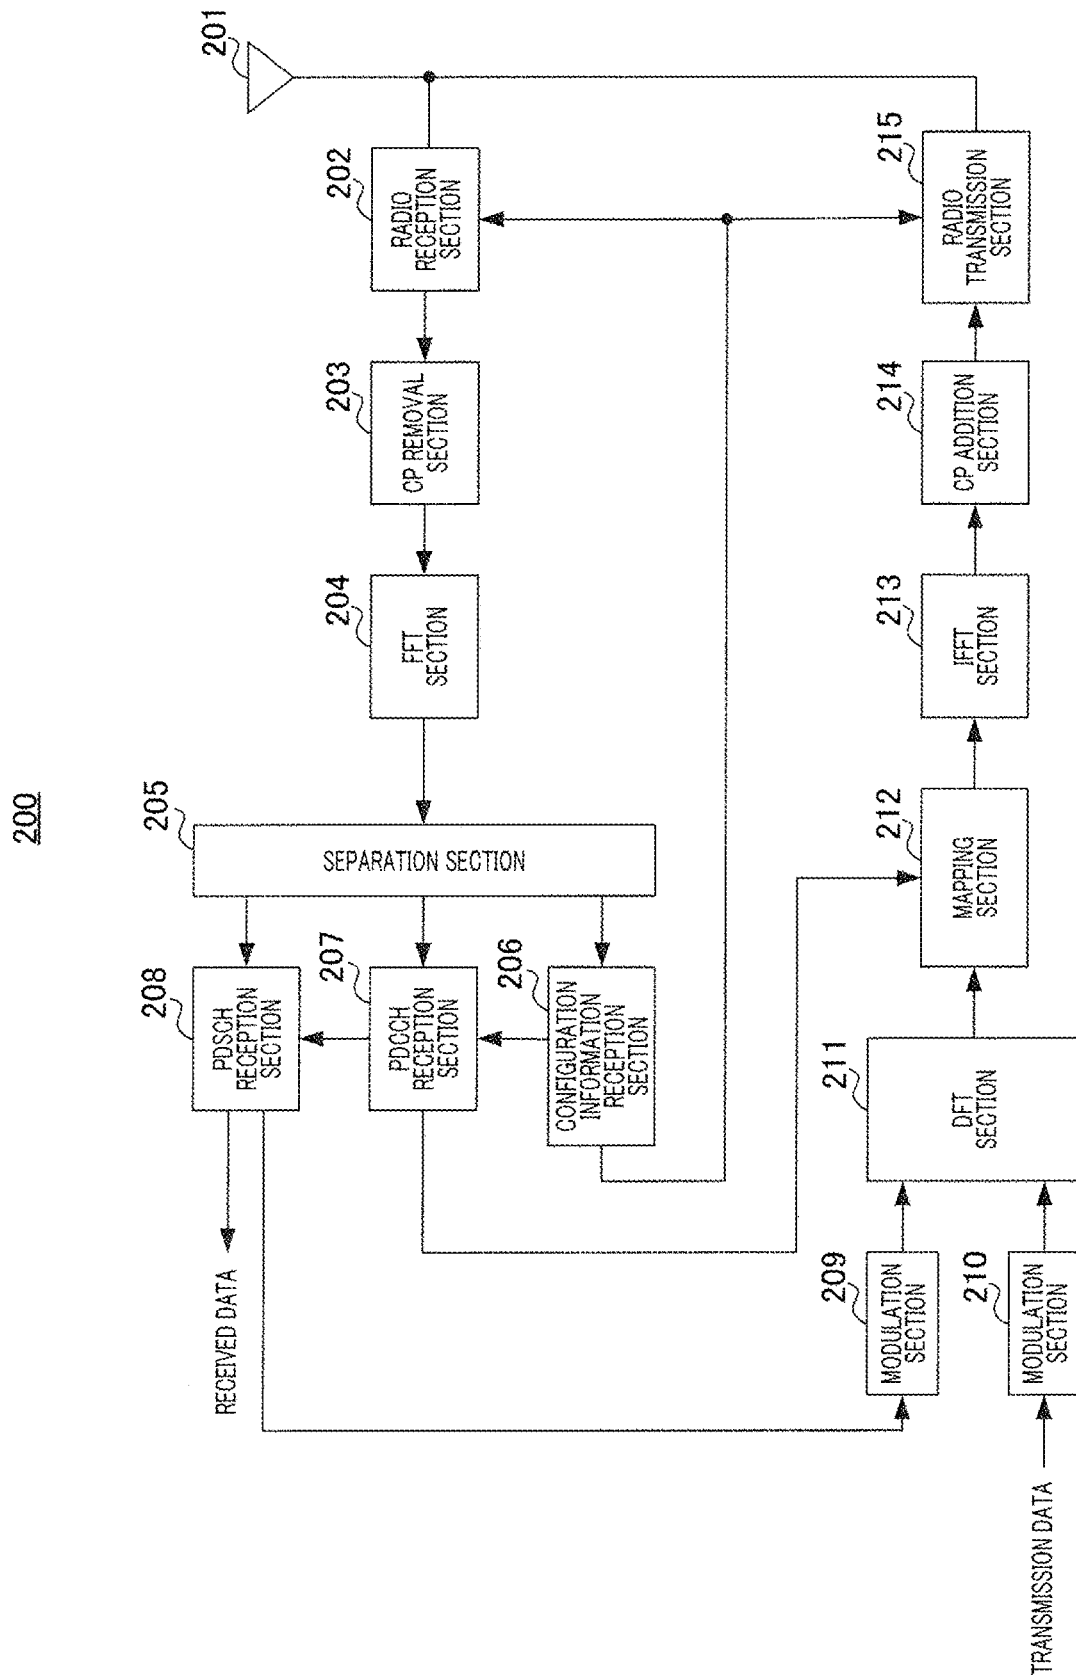 200
201
202
RADIO
RECEPTION
SECTION
203
CP REMOVAL
SECTION
204
FFT
SECTION
205
SEPARATION SECTION
208
PDSCH
RECEPTION
SECTION
207
PDCCH
RECEPTION
SECTION
206
CONFIGURATION
INFORMATION
RECEPTION
SECTION
RECEIVED DATA
215
RADIO
TRANSMISSION
SECTION
214
CP ADDITION
SECTION
213
IFFT
SECTION
212
MAPPING
SECTION
211
DFT
SECTION
209
MODULATION
SECTION
210
MODULATION
SECTION
TRANSMISSION DATA